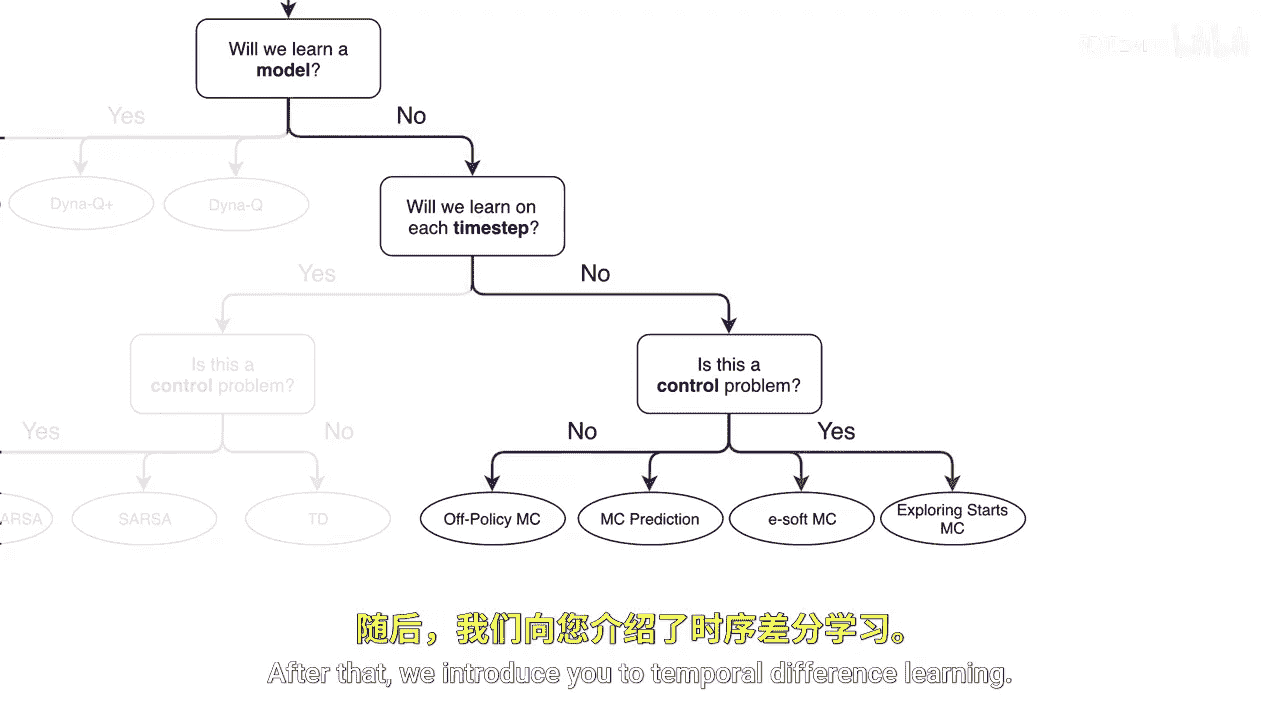 Will we learn a
model?
Yes
No
Dyna-Q+
Dyna-Q
Will we learn on
each timestep?
Yes
No
Is this a
control problem?
Is this a
control problem?
Yes
No
No
Yes
ARSA
SARSA
TD
Off-Policy MC
MC Prediction
e-soft MC
Exploring Starts
MC
随后，我们向您介绍了时序差分学习。
After that, we introduce you to temporal difference learning.